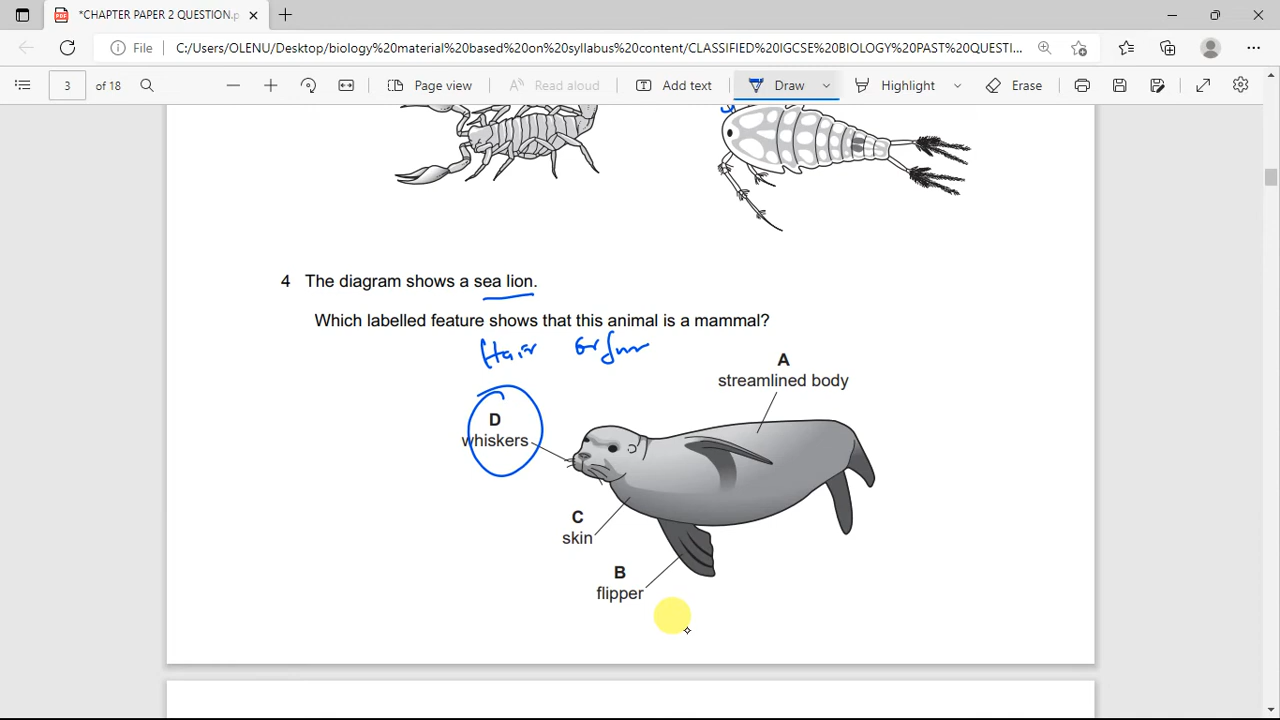 *CHAPTER PAPER 2 QUESTION.p
File C:/Users/OLENU/Desktop/biology%20material%20based%20on%20syllabus%20content/CLASSIFIED%20IGCSE%20BIOLOGY%20PAST%20QUESTI...
3 of 18 Page view Read aloud Add text Draw Highlight Erase
4 The diagram shows a sea lion.
Which labelled feature shows that this animal is a mammal?
Hair or fur
A
streamlined body
D
whiskers
C
skin
B
flipper